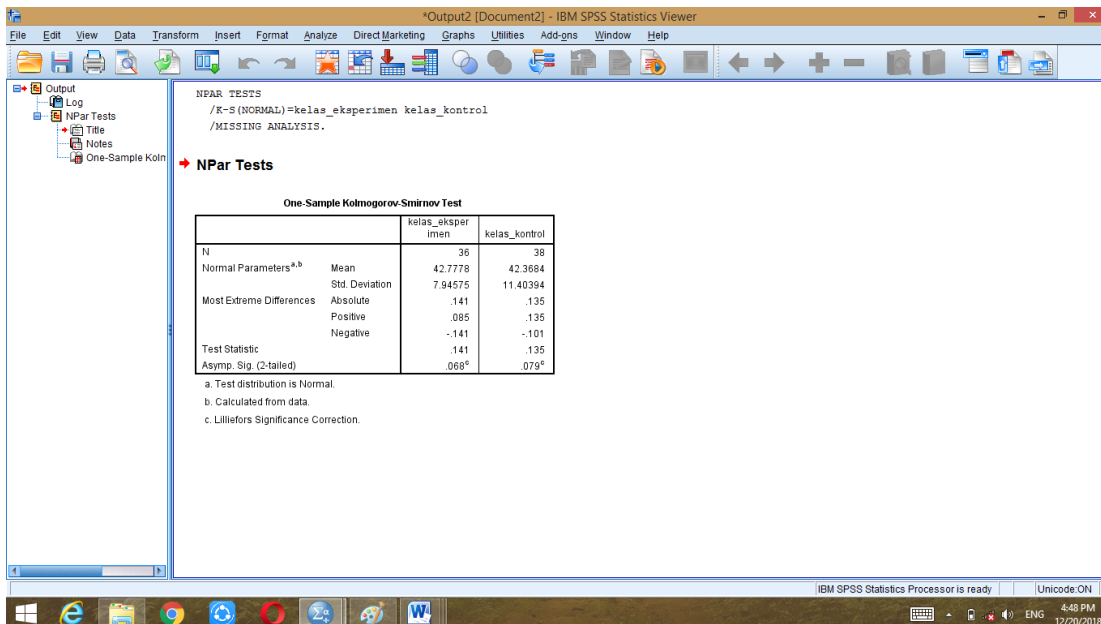 *Output2 [Document2] - IBM SPSS Statistics Viewer
File Edit View Data Transform Insert Format Analyze Direct Marketing Graphs Utilities Add-ons Window Help
Output
Log
NPar Tests
Title
Notes
One-Sample Kolm
NPAR TESTS
/K-S(NORMAL)=kelas_eksperimen kelas_kontrol
/MISSING ANALYSIS.
NPar Tests
One-Sample Kolmogorov-Smirnov Test
kelas_eksper
imen kelas_kontrol
N 36 38
Normal Parameters a,b Mean 42.7778 42.3684
Std. Deviation 7.94575 11.40394
Most Extreme Differences Absolute .141 .135
Positive .085 .135
Negative -.141 -.101
Test Statistic .141 .135
Asymp. Sig. (2-tailed) .068c .079c
a. Test distribution is Normal.
b. Calculated from data.
c. Lilliefors Significance Correction.
IBM SPSS Statistics Processor is ready Unicode:ON
ENG 4:48 PM
12/20/2018